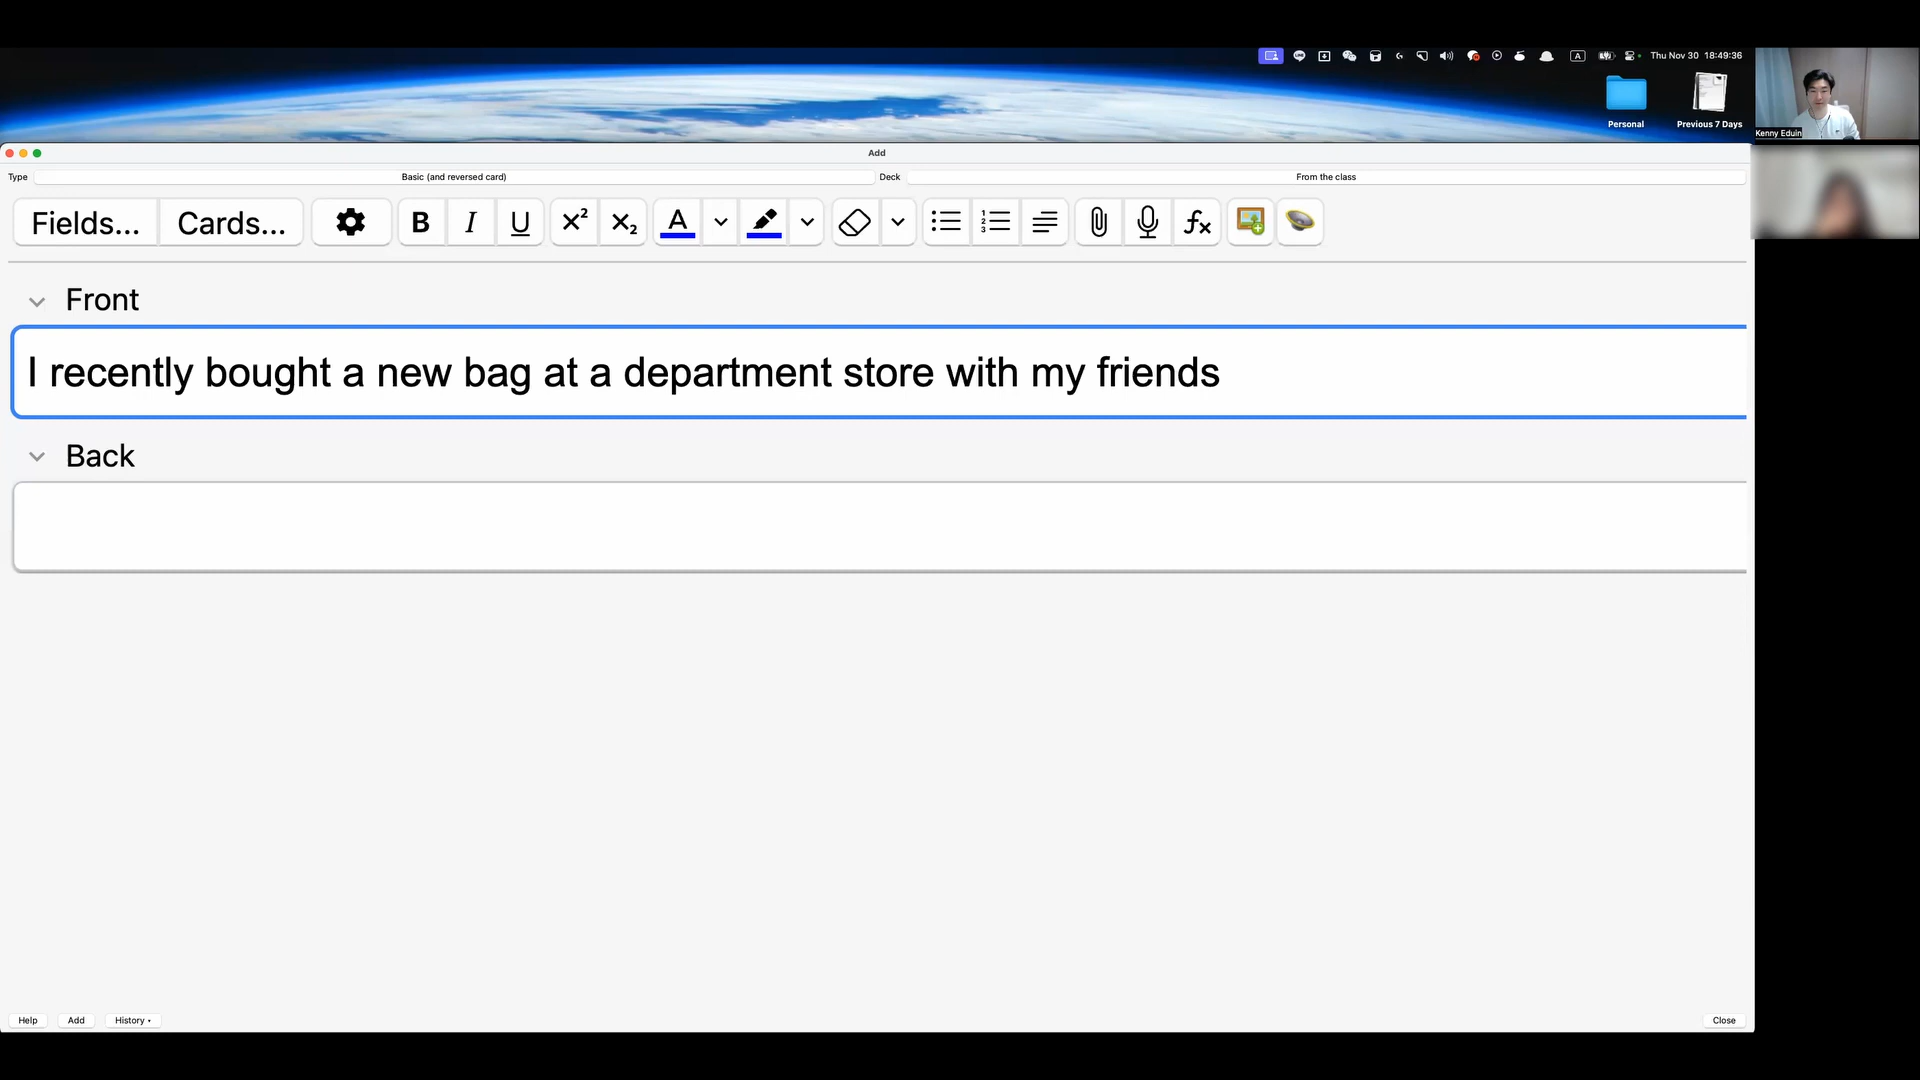 Thu Nov 30 18:49:36
Personal
Previous 7 Days
Kenny Eduin
Add
Type
Basic (and reversed card)
Deck
From the class
Fields...
Cards...
Front
I recently bought a new bag at a department store with my friends
Back
Help
Add
History
Close